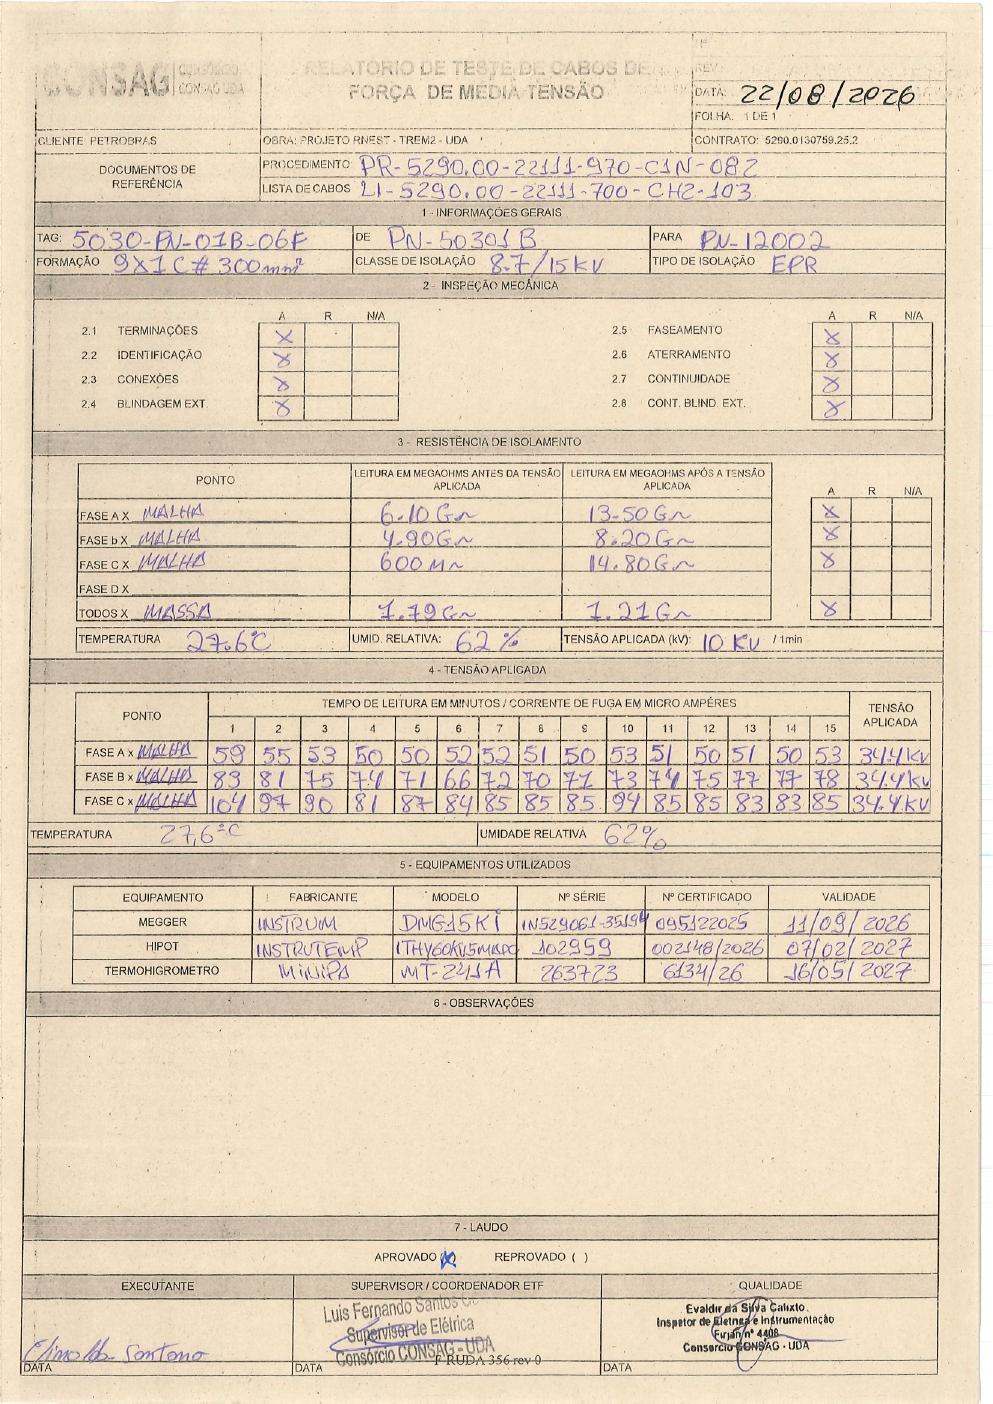 CONSAG CONSÓRCIO CONSAG UDA
RELATORIO DE TESTE DE CABOS DE
FORÇA DE MEDIA TENSÃO
REV
DATA: 22/08/2026
FOLHA: 1 DE 1
CLIENTE PETROBRAS OBRA: PROJETO RNEST - TREM2 - UDA CONTRATO: 5290.0130759.25.2
DOCUMENTOS DE REFERÊNCIA
PROCEDIMENTO PR-5290.00-22111-970-C1N-082
LISTA DE CABOS LI-5290.00-22111-700-CH2-103
1 - INFORMAÇÕES GERAIS
TAG: 5030-PN-01B-06F DE PN-50301B PARA PN-12002
FORMAÇÃO 9X1C#300mm² CLASSE DE ISOLAÇÃO 8.7/15KV TIPO DE ISOLAÇÃO EPR
2 - INSPEÇÃO MECÂNICA
A R N/A A R N/A
2.1 TERMINAÇÕES X 2.5 FASEAMENTO X
2.2 IDENTIFICAÇÃO X 2.6 ATERRAMENTO X
2.3 CONEXÕES X 2.7 CONTINUIDADE X
2.4 BLINDAGEM EXT. X 2.8 CONT. BLIND. EXT. X
3 - RESISTÊNCIA DE ISOLAMENTO
PONTO LEITURA EM MEGAOHMS ANTES DA TENSÃO APLICADA LEITURA EM MEGAOHMS APÓS A TENSÃO APLICADA A R N/A
FASE A X MALHA 6.10G~ 13.50G~ X
FASE b X MALHA 4.90G~ 8.20G~ X
FASE C X MALHA 600M~ 14.80G~ X
FASE D X
TODOS X MASSA 1.79G~ 1.21G~ X
TEMPERATURA 27.6°C UMID. RELATIVA: 62% TENSÃO APLICADA (kV): 10 KV / 1min
4 - TENSÃO APLICADA
PONTO TEMPO DE LEITURA EM MINUTOS / CORRENTE DE FUGA EM MICRO AMPÉRES TENSÃO APLICADA
1 2 3 4 5 6 7 8 9 10 11 12 13 14 15
FASE A x MALHA 59 55 53 50 50 52 52 51 50 53 51 50 51 50 53 34.4KV
FASE B x MALHA 83 81 75 74 71 66 72 70 71 73 74 75 77 77 78 34.4KV
FASE C x MALHA 104 97 90 81 87 84 85 85 85 94 85 85 83 83 85 34.4KV
TEMPERATURA 27,6°C UMIDADE RELATIVA 62%
5 - EQUIPAMENTOS UTILIZADOS
EQUIPAMENTO FABRICANTE MODELO Nº SÉRIE Nº CERTIFICADO VALIDADE
MEGGER INSTRUM DMG15Ki IN529061-35194 095122025 11/09/2026
HIPOT INSTRUTEMP 102959 002148/2026 07/02/2027
TERMOHIGROMETRO MINIPA MT-241A 263723 6134/26 16/05/2027
6 - OBSERVAÇÕES
7 - LAUDO
APROVADO (X) REPROVADO ( )
EXECUTANTE SUPERVISOR / COORDENADOR ETF QUALIDADE
Luis Fernando Santos
Supervisor de Elétrica
Consórcio CONSAG - UDA
Evaldir da Silva Calixto
Inspetor de Eletrica e Instrumentação
nº 4408
Consorcio CONSAG - UDA
Santana
DATA DATA F RUDA 356 rev 0 DATA